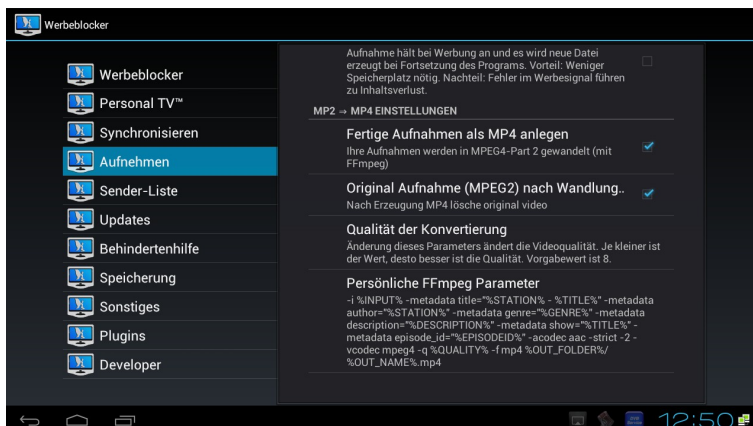 Werbeblocker
Werbeblocker
Personal TV™
Synchronisieren
Aufnehmen
Sender-Liste
Updates
Behindertenhilfe
Speicherung
Sonstiges
Plugins
Developer
Aufnahme hält bei Werbung an und es wird neue Datei
erzeugt bei Fortsetzung des Programs. Vorteil: Weniger
Speicherplatz nötig. Nachteil: Fehler im Werbesignal führen
zu Inhaltsverlust.
MP2 ⇒ MP4 EINSTELLUNGEN
Fertige Aufnahmen als MP4 anlegen
Ihre Aufnahmen werden in MPEG4-Part 2 gewandelt (mit
FFmpeg)
Original Aufnahme (MPEG2) nach Wandlung..
Nach Erzeugung MP4 lösche original video
Qualität der Konvertierung
Änderung dieses Parameters ändert die Videoqualität. Je kleiner ist
der Wert, desto besser ist die Qualität. Vorgabewert ist 8.
Persönliche FFmpeg Parameter
-i %INPUT% -metadata title="%STATION% - %TITLE%" -metadata
author="%STATION%" -metadata genre="%GENRE%" -metadata
description="%DESCRIPTION%" -metadata show="%TITLE%" -
metadata episode_id="%EPISODEID%" -acodec aac -strict -2 -
vcodec mpeg4 -q %QUALITY% -f mp4 %OUT_FOLDER%/
%OUT_NAME%.mp4
12:50